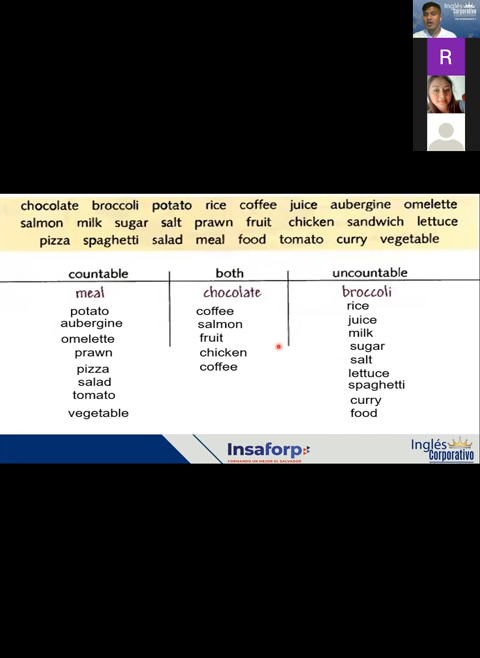 Inglés
Corporativo
R
chocolate broccoli potato rice coffee juice aubergine omelette
salmon milk sugar salt prawn fruit chicken sandwich lettuce
pizza spaghetti salad meal food tomato curry vegetable
countable both uncountable
meal chocolate broccoli
potato coffee rice
aubergine salmon juice
omelette fruit milk
prawn chicken sugar
pizza coffee salt
salad lettuce
tomato spaghetti
vegetable curry
food
Insaforp
FORMANDO UN MEJOR EL SALVADOR
Inglés
Corporativo